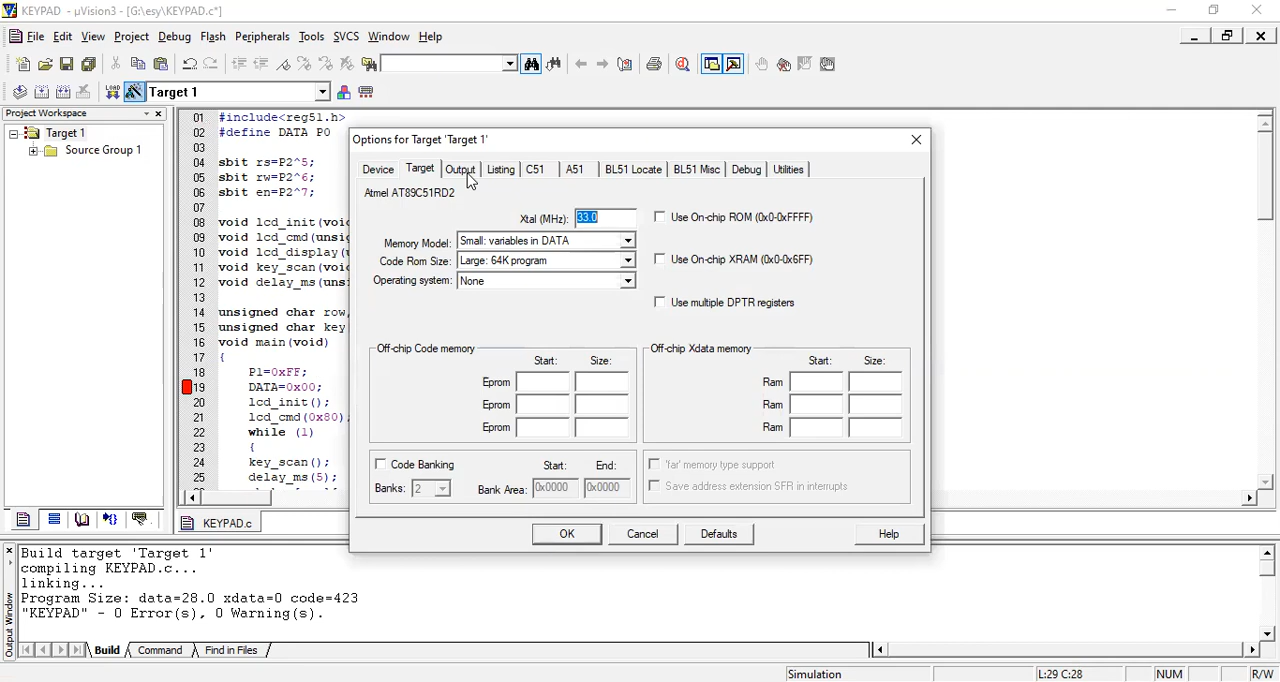 KEYPAD - µVision3 - [G:\esy\KEYPAD.c*]
File Edit View Project Debug Flash Peripherals Tools SVCS Window Help
LOAD Target 1
Project Workspace
Target 1
Source Group 1
01 #include<reg51.h>
02 #define DATA P0
03
04 sbit rs=P2^5;
05 sbit rw=P2^6;
06 sbit en=P2^7;
07
08 void lcd_init(voi
09 void lcd_cmd(unsig
10 void lcd_display(u
11 void key_scan(void
12 void delay_ms(uns
13
14 unsigned char row,
15 unsigned char key
16 void main(void)
17 {
18 P1=0xFF;
19 DATA=0x00;
20 lcd_init();
21 lcd_cmd(0x80);
22 while (1)
23 {
24 key_scan();
25 delay_ms(5);
KEYPAD.c
Options for Target 'Target 1'
Device Target Output Listing C51 A51 BL51 Locate BL51 Misc Debug Utilities
Atmel AT89C51RD2
Xtal (MHz): 33.0
Memory Model: Small: variables in DATA
Code Rom Size: Large: 64K program
Operating system: None
Use On-chip ROM (0x0-0xFFFF)
Use On-chip XRAM (0x0-0x6FF)
Use multiple DPTR registers
Off-chip Code memory
Start: Size:
Eprom
Eprom
Eprom
Off-chip Xdata memory
Start: Size:
Ram
Ram
Ram
Code Banking Start: End:
Banks: 2 Bank Area: 0x0000 0x0000
'far' memory type support
Save address extension SFR in interrupts
OK Cancel Defaults Help
Output Window
Build target 'Target 1'
compiling KEYPAD.c...
linking...
Program Size: data=28.0 xdata=0 code=423
"KEYPAD" - 0 Error(s), 0 Warning(s).
Build Command Find in Files
Simulation L:29 C:28 NUM R/W